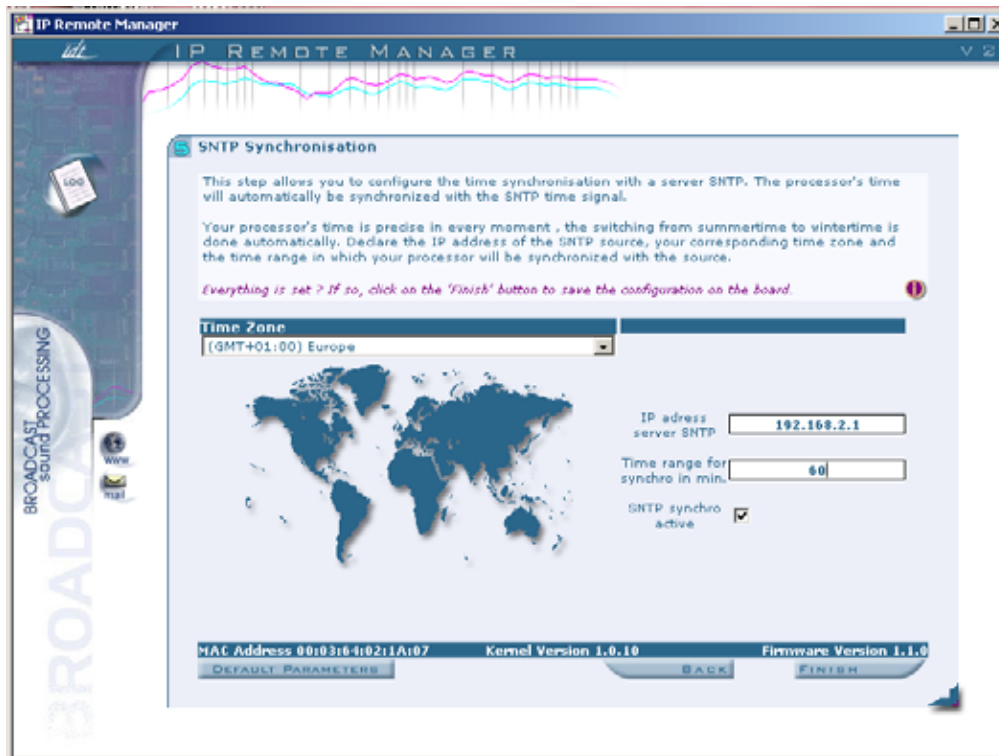 IP Remote Manager
idt
IP REMOTE MANAGER
V 2
LOG
SNTP Synchronisation
This step allows you to configure the time synchronisation with a server SNTP. The processor's time
will automatically be synchronized with the SNTP time signal.
Your processor's time is precise in every moment , the switching from summertime to wintertime is
done automatically. Declare the IP address of the SNTP source, your corresponding time zone and
the time range in which your processor will be synchronized with the source.
Everything is set ? If so, click on the 'Finish' button to save the configuration on the board.
Time Zone
(GMT+01:00) Europe
IP adress
server SNTP
192.168.2.1
Time range for
synchro in min.
60
SNTP synchro
active
BROADCAST
sound PROCESSING
BROADCAST
www
mail
MAC Address 00:03:64:02:1A:07
Kernel Version 1.0.10
Firmware Version 1.1.0
DEFAULT PARAMETERS
BACK
FINISH